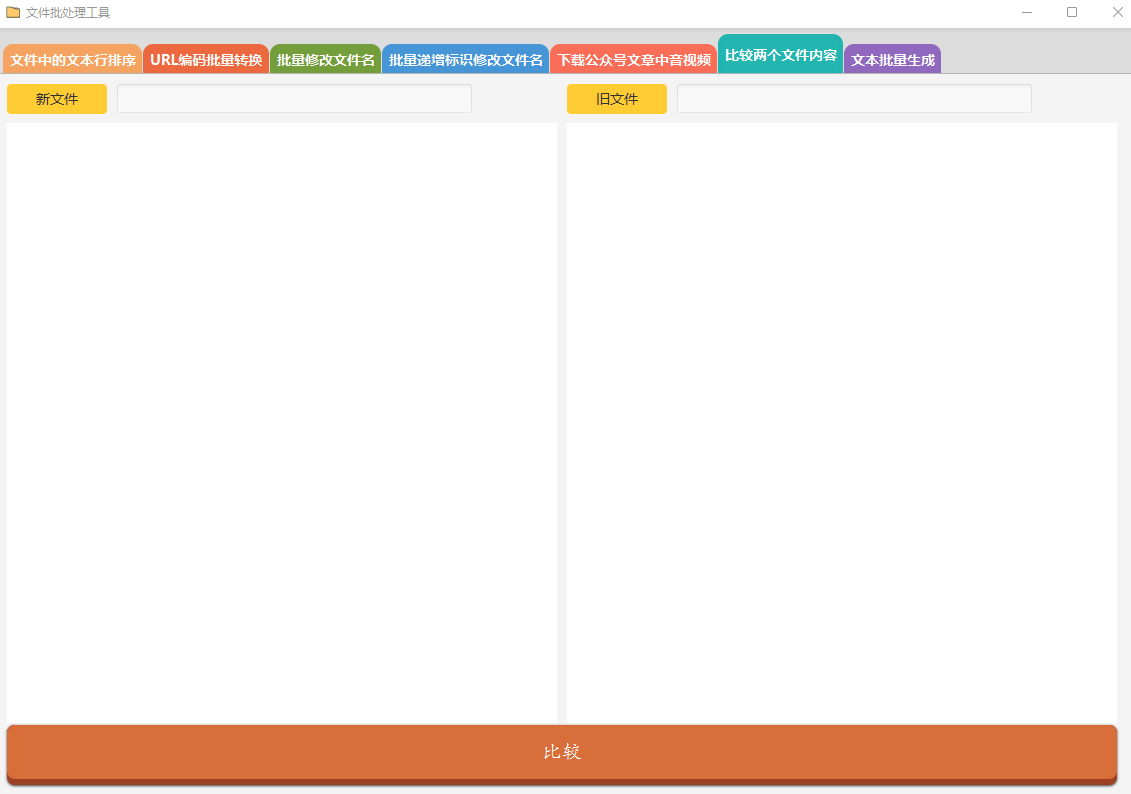 文件批处理工具
文件中的文本行排序 URL编码批量转换 批量修改文件名 批量递增标识修改文件名 下载公众号文章中音视频 比较两个文件内容 文本批量生成
新文件 旧文件
比较